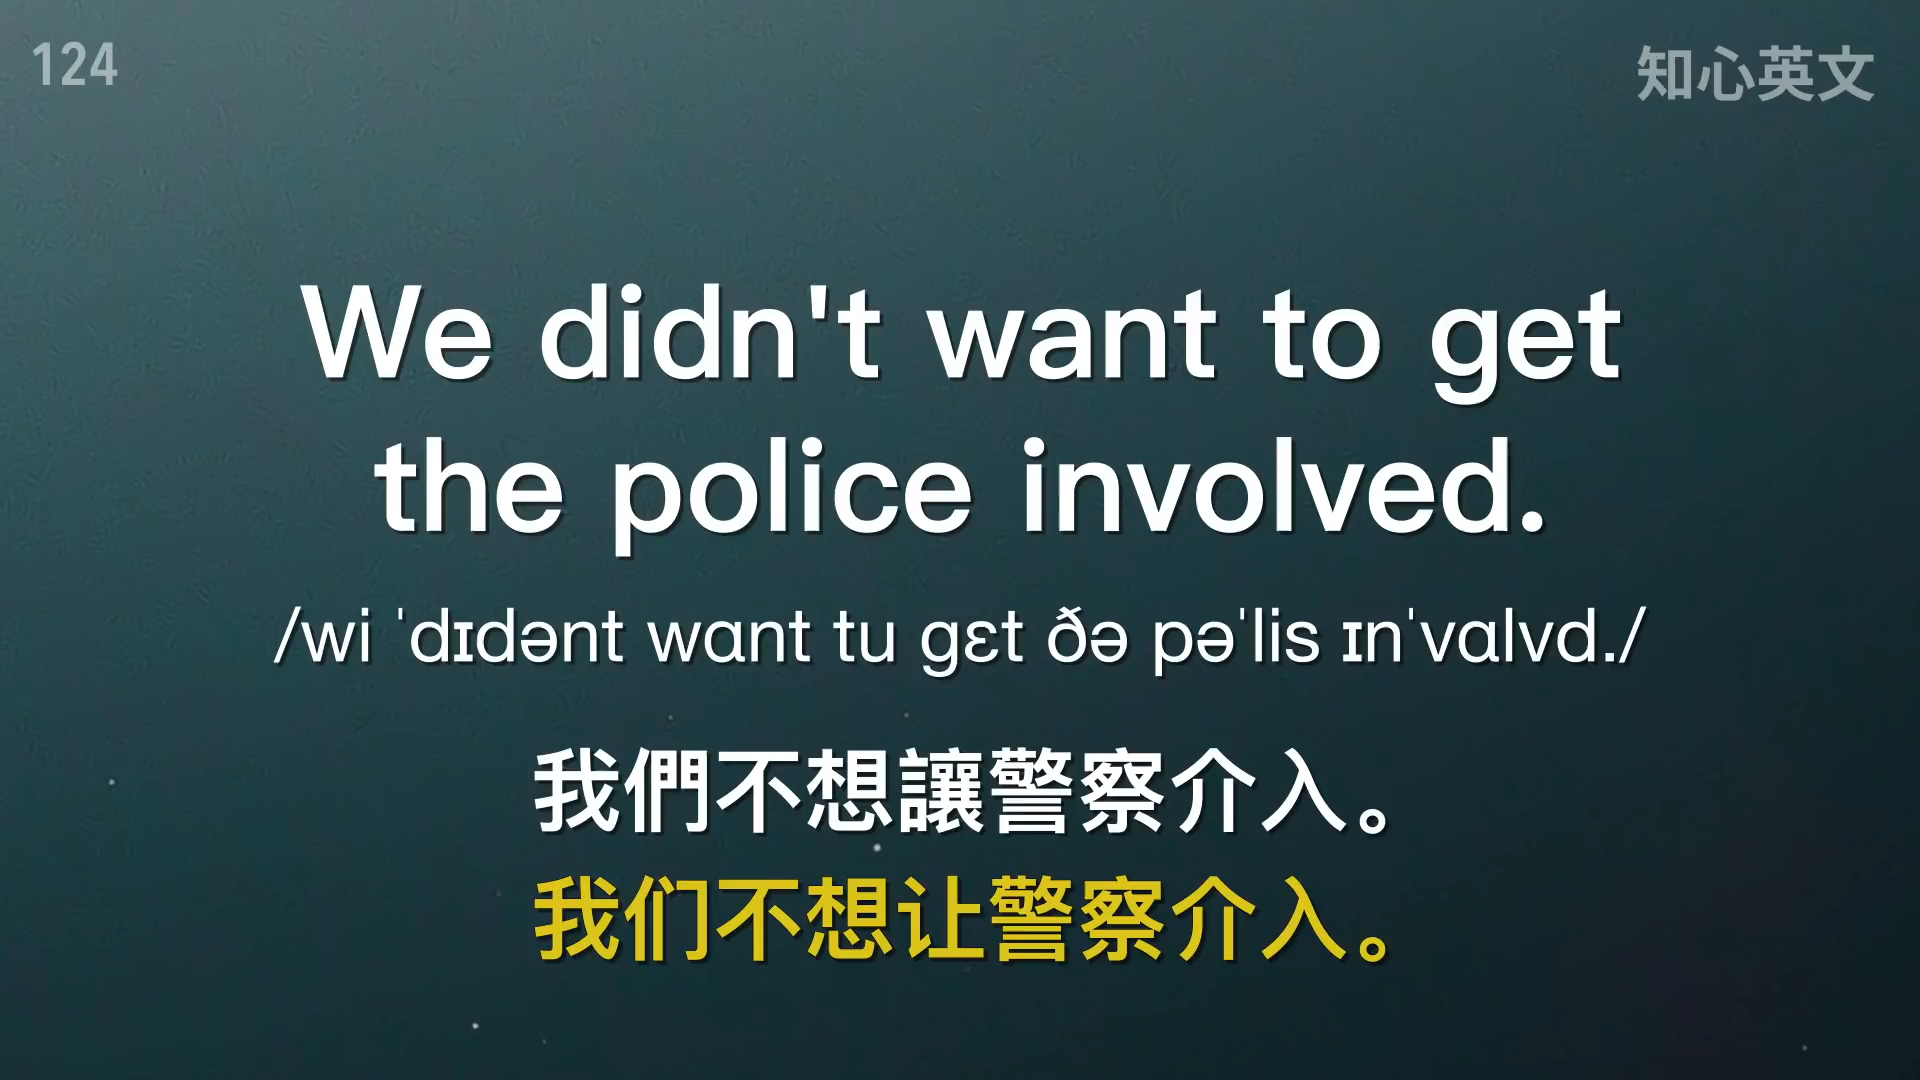 124
知心英文
We didn't want to get
the police involved.
/wi ˈdɪdənt wɑnt tu ɡɛt ðə pəˈlis ɪnˈvɑlvd./
我們不想讓警察介入。
我们不想让警察介入。